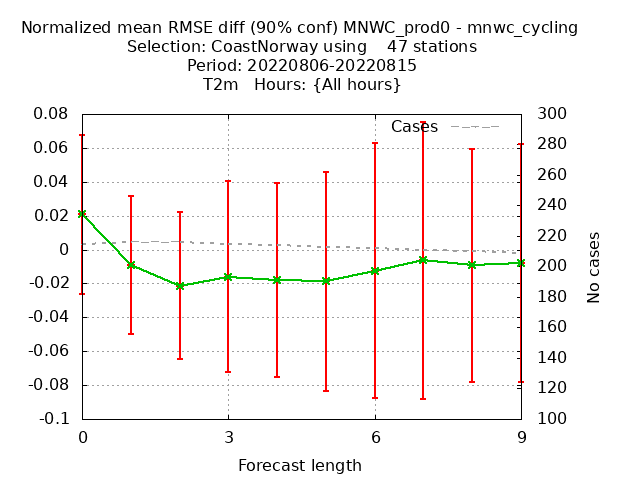 Normalized mean RMSE diff (90% conf) MNWC_prod0 - mnwc_cycling
Selection: CoastNorway using    47 stations
Period: 20220806-20220815
T2m   Hours: {All hours}
Cases
0.08
0.06
0.04
0.02
0
-0.02
-0.04
-0.06
-0.08
-0.1
300
280
260
240
220
200
180
160
140
120
100
No cases
0 3 6 9
Forecast length